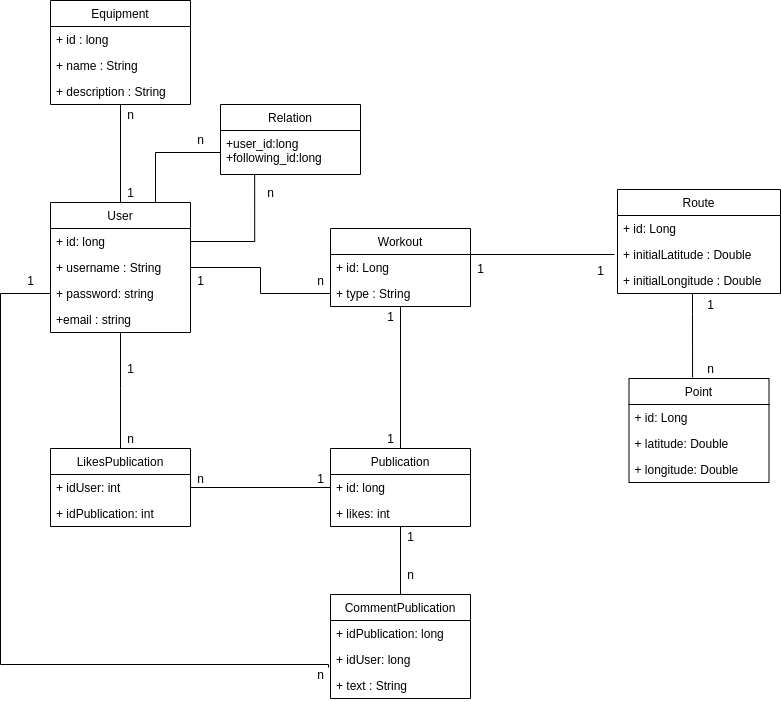 Equipment
+ id : long
+ name : String
+ description : String
n
Relation
+user_id:long
+following_id:long
n
n
1
User
+ id: long
+ username : String
+ password: string
+email : string
1
1
n
Workout
+ id: Long
+ type : String
1
1
Route
+ id: Long
+ initialLatitude : Double
+ initialLongitude : Double
1
n
Point
+ id: Long
+ latitude: Double
+ longitude: Double
1
1
1
n
LikesPublication
+ idUser: int
+ idPublication: int
n
1
Publication
+ id: long
+ likes: int
1
n
CommentPublication
+ idPublication: long
+ idUser: long
+ text : String
n